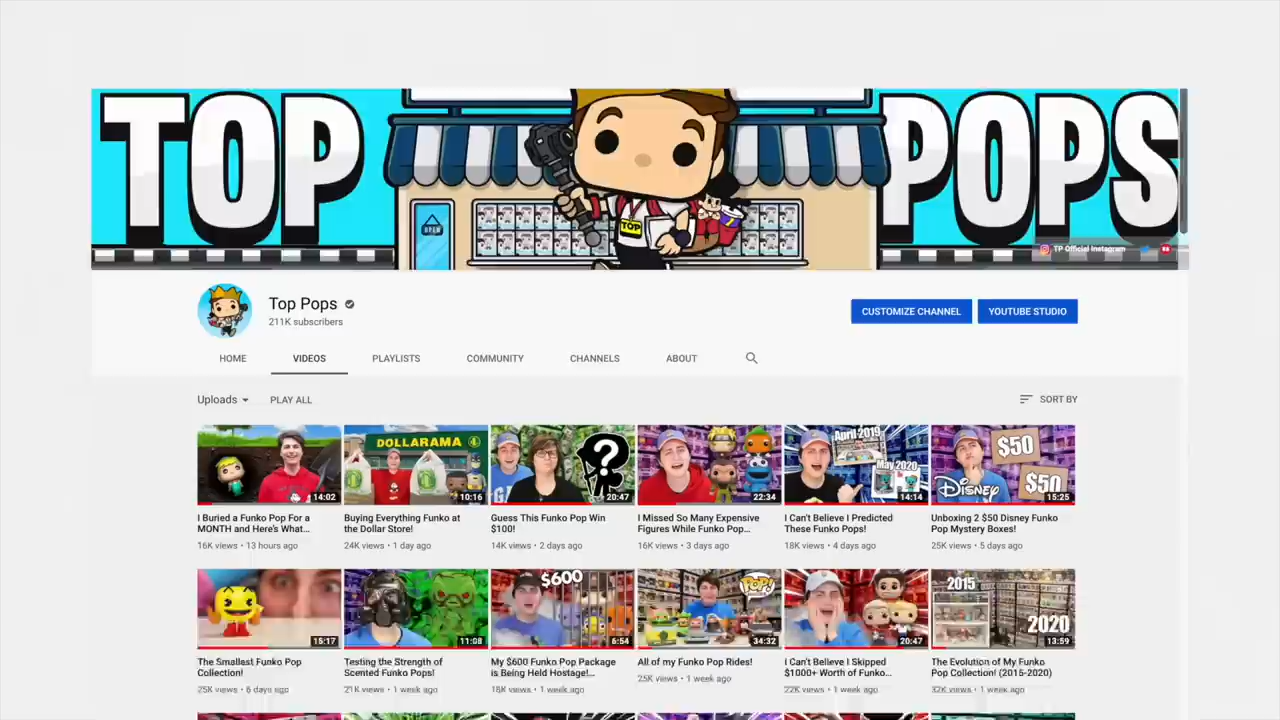 TOP POPS
OPEN
TOP
TP Official Instagram
Top Pops
211K subscribers
CUSTOMIZE CHANNEL YOUTUBE STUDIO
HOME VIDEOS PLAYLISTS COMMUNITY CHANNELS ABOUT
Uploads PLAY ALL SORT BY
DOLLARAMA
?
April 2019
May 2020
$50
$50
DISNEY
14:02 10:16 20:47 22:34 14:14 15:25
I Buried a Funko Pop For a Buying Everything Funko at Guess This Funko Pop Win I Missed So Many Expensive I Can't Believe I Predicted Unboxing 2 $50 Disney Funko
MONTH and Here's What... the Dollar Store! $100! Figures While Funko Pop... These Funko Pops! Pop Mystery Boxes!
16K views • 13 hours ago 24K views • 1 day ago 14K views • 2 days ago 16K views • 3 days ago 18K views • 4 days ago 25K views • 5 days ago
$600
POP!
2015
2020
15:17 11:08 6:54 34:32 20:47 13:59
The Smallest Funko Pop Testing the Strength of My $600 Funko Pop Package All of my Funko Pop Rides! I Can't Believe I Skipped The Evolution of My Funko
Collection! Scented Funko Pops! is Being Held Hostage!... $1000+ Worth of Funko... Pop Collection! (2015-2020)
25K views • 6 days ago 21K views • 1 week ago 18K views • 1 week ago 25K views • 1 week ago 22K views • 1 week ago 32K views • 1 week ago